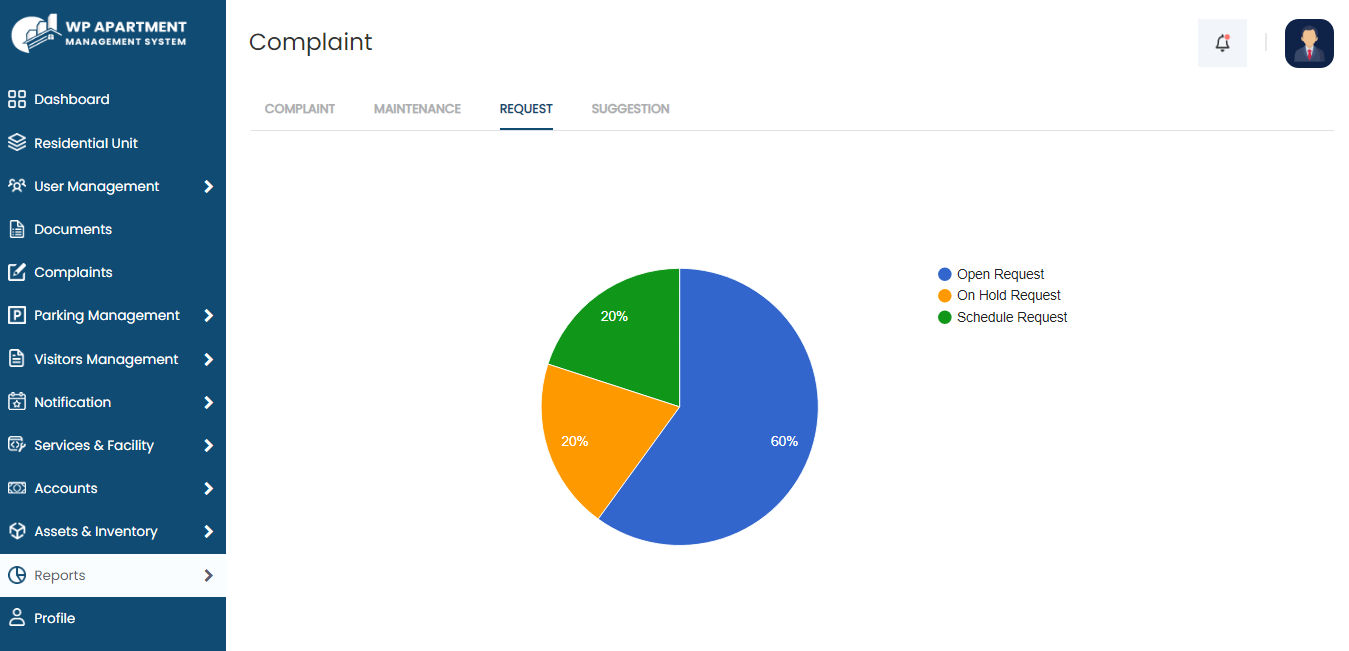 WP APARTMENT
MANAGEMENT SYSTEM
Dashboard
Residential Unit
User Management
Documents
Complaints
P Parking Management
Visitors Management
Notification
Services & Facility
Accounts
Assets & Inventory
Reports
Profile
Complaint
COMPLAINT MAINTENANCE REQUEST SUGGESTION
20%
20%
60%
Open Request
On Hold Request
Schedule Request